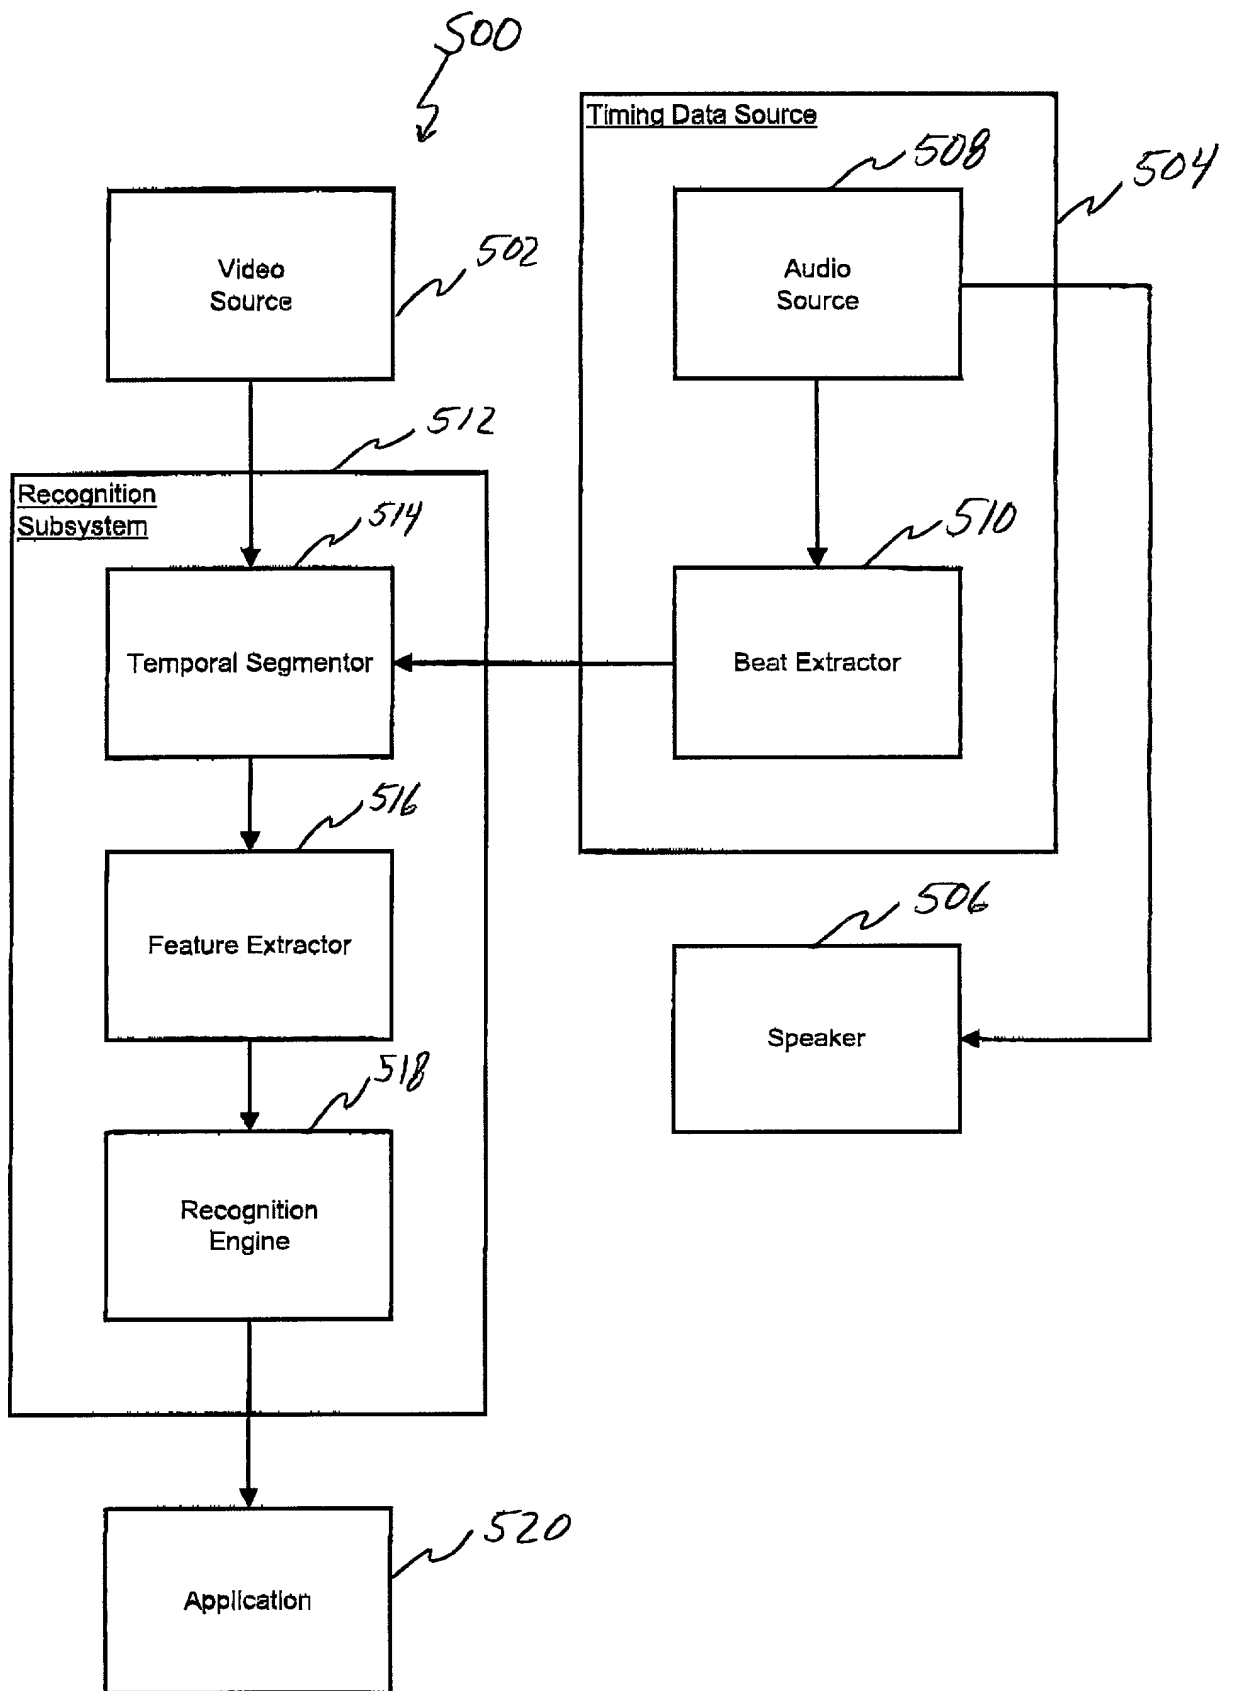 500
Timing Data Source
508
504
Video
Source
502
Audio
Source
512
Recognition
Subsystem
514
510
Temporal Segmentor
Beat Extractor
516
Feature Extractor
506
Speaker
518
Recognition
Engine
520
Application